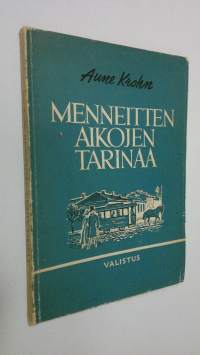 Aune Krohn
MENNEITTEN
AIKOJEN
TARINAA
VALISTUS